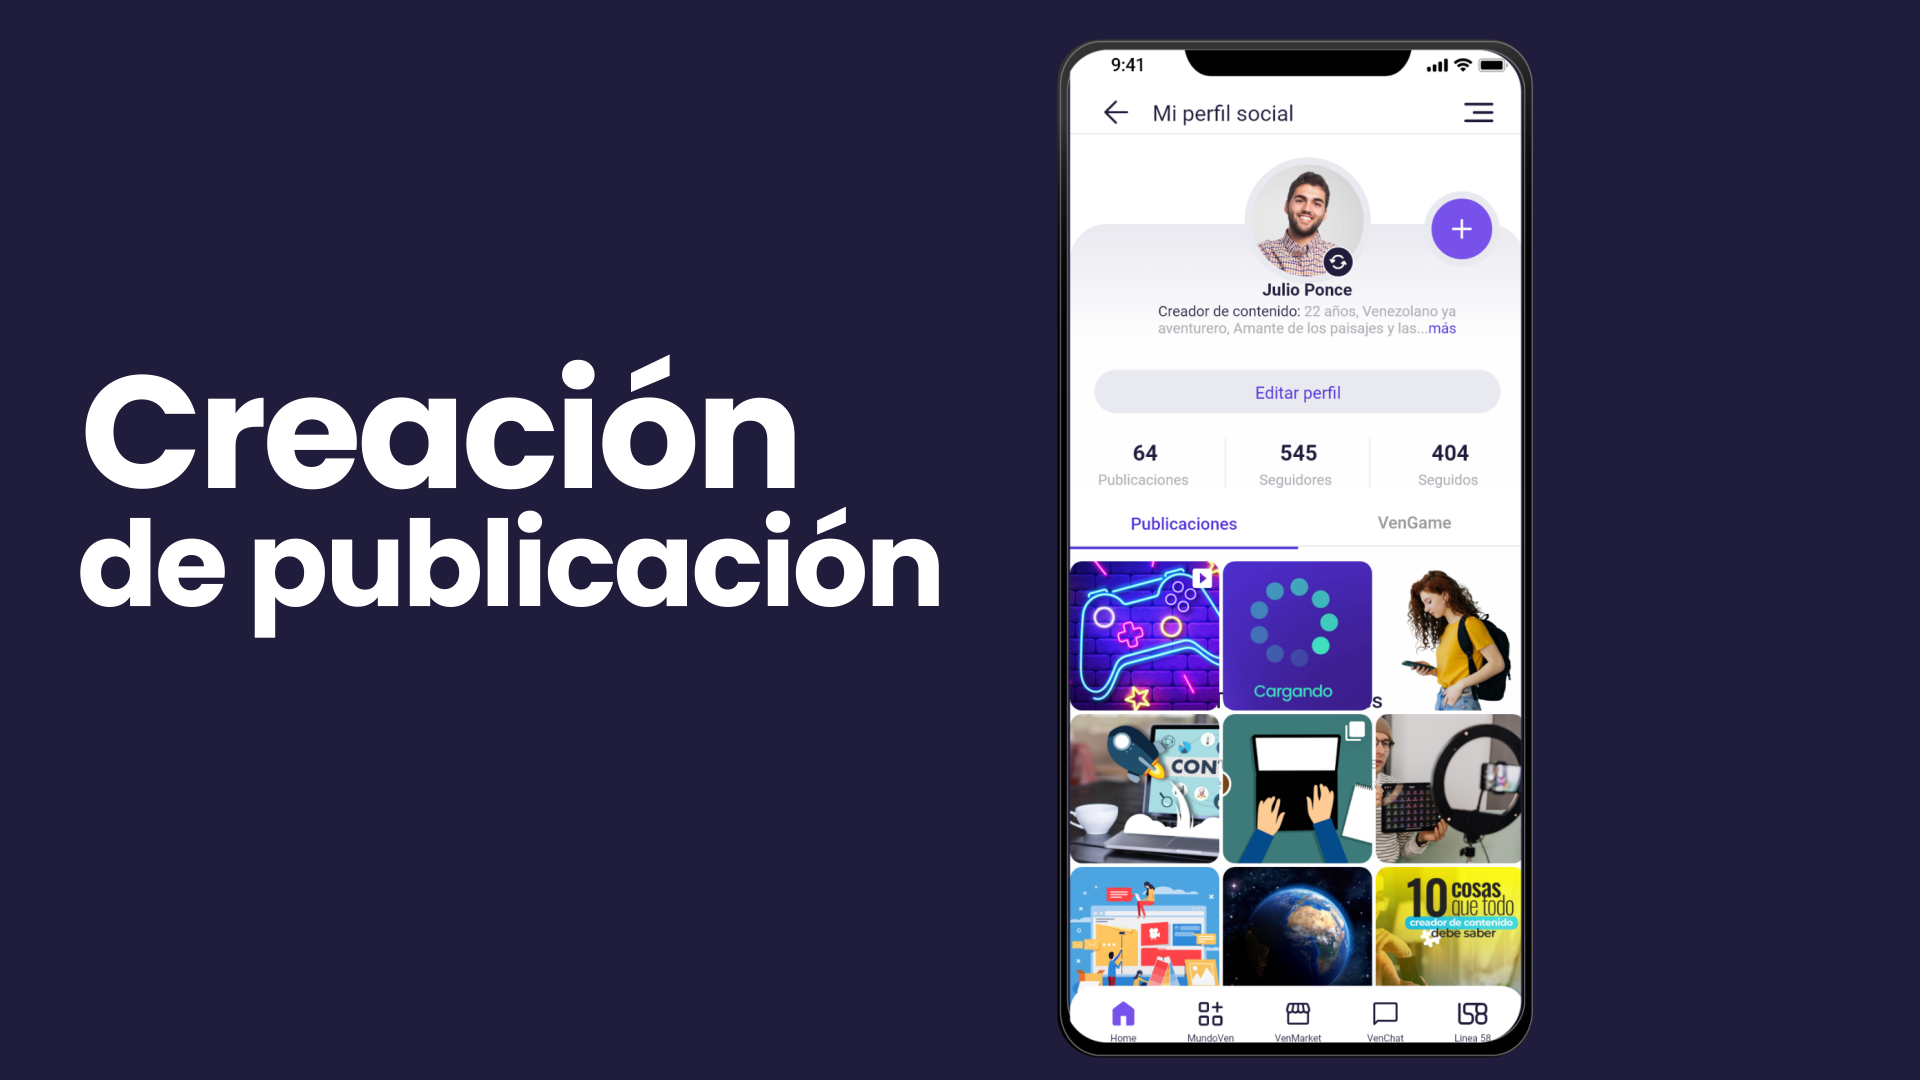 Creación
de publicación
9:41
Mi perfil social
Julio Ponce
Creador de contenido: 22 años, Venezolano ya
aventurero, Amante de los paisajes y las...más
Editar perfil
64
Publicaciones
545
Seguidores
404
Seguidos
Publicaciones
VenGame
Cargando
s
CON
10 cosas
que todo
creador de contenido
debe saber
Home
MundoVen
VenMarket
VenChat
Linea 58